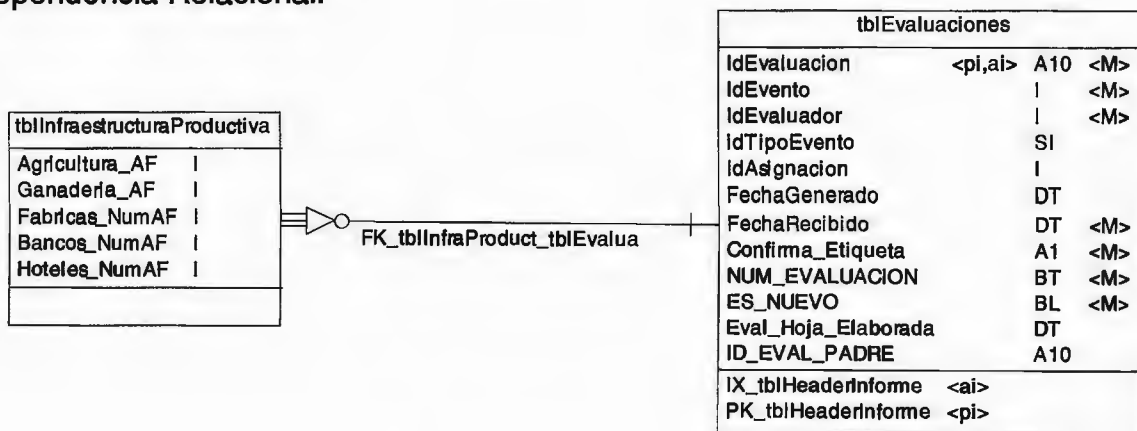 ependencia Relacional:
tblInfraestructuraProductiva
Agricultura_AF I
Ganaderia_AF I
Fabricas_NumAF I
Bancos_NumAF I
Hoteles_NumAF I
FK_tblInfraProduct_tblEvalua
tblEvaluaciones
IdEvaluacion <pi,ai> A10 <M>
IdEvento I <M>
IdEvaluador I <M>
idTipoEvento SI
IdAsignacion I
FechaGenerado DT
FechaRecibido DT <M>
Confirma_Etiqueta A1 <M>
NUM_EVALUACION BT <M>
ES_NUEVO BL <M>
Eval_Hoja_Elaborada DT
ID_EVAL_PADRE A10
IX_tblHeaderInforme <ai>
PK_tblHeaderInforme <pi>